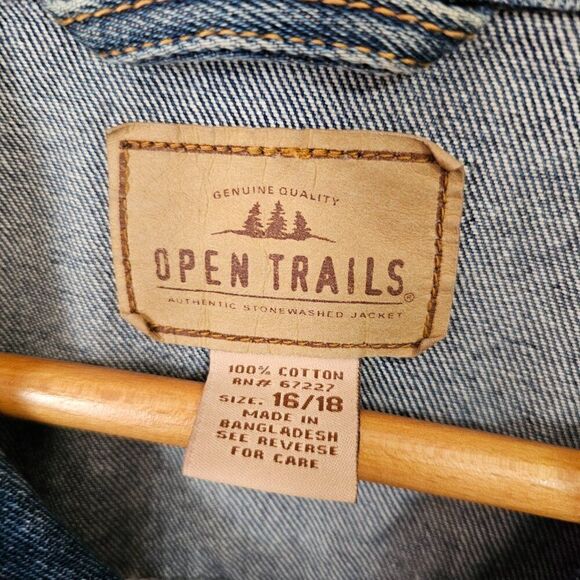 GENUINE QUALITY
OPEN TRAILS®
AUTHENTIC STONEWASHED JACKET
100% COTTON
RN# 67227
SIZE: 16/18
MADE IN
BANGLADESH
SEE REVERSE
FOR CARE